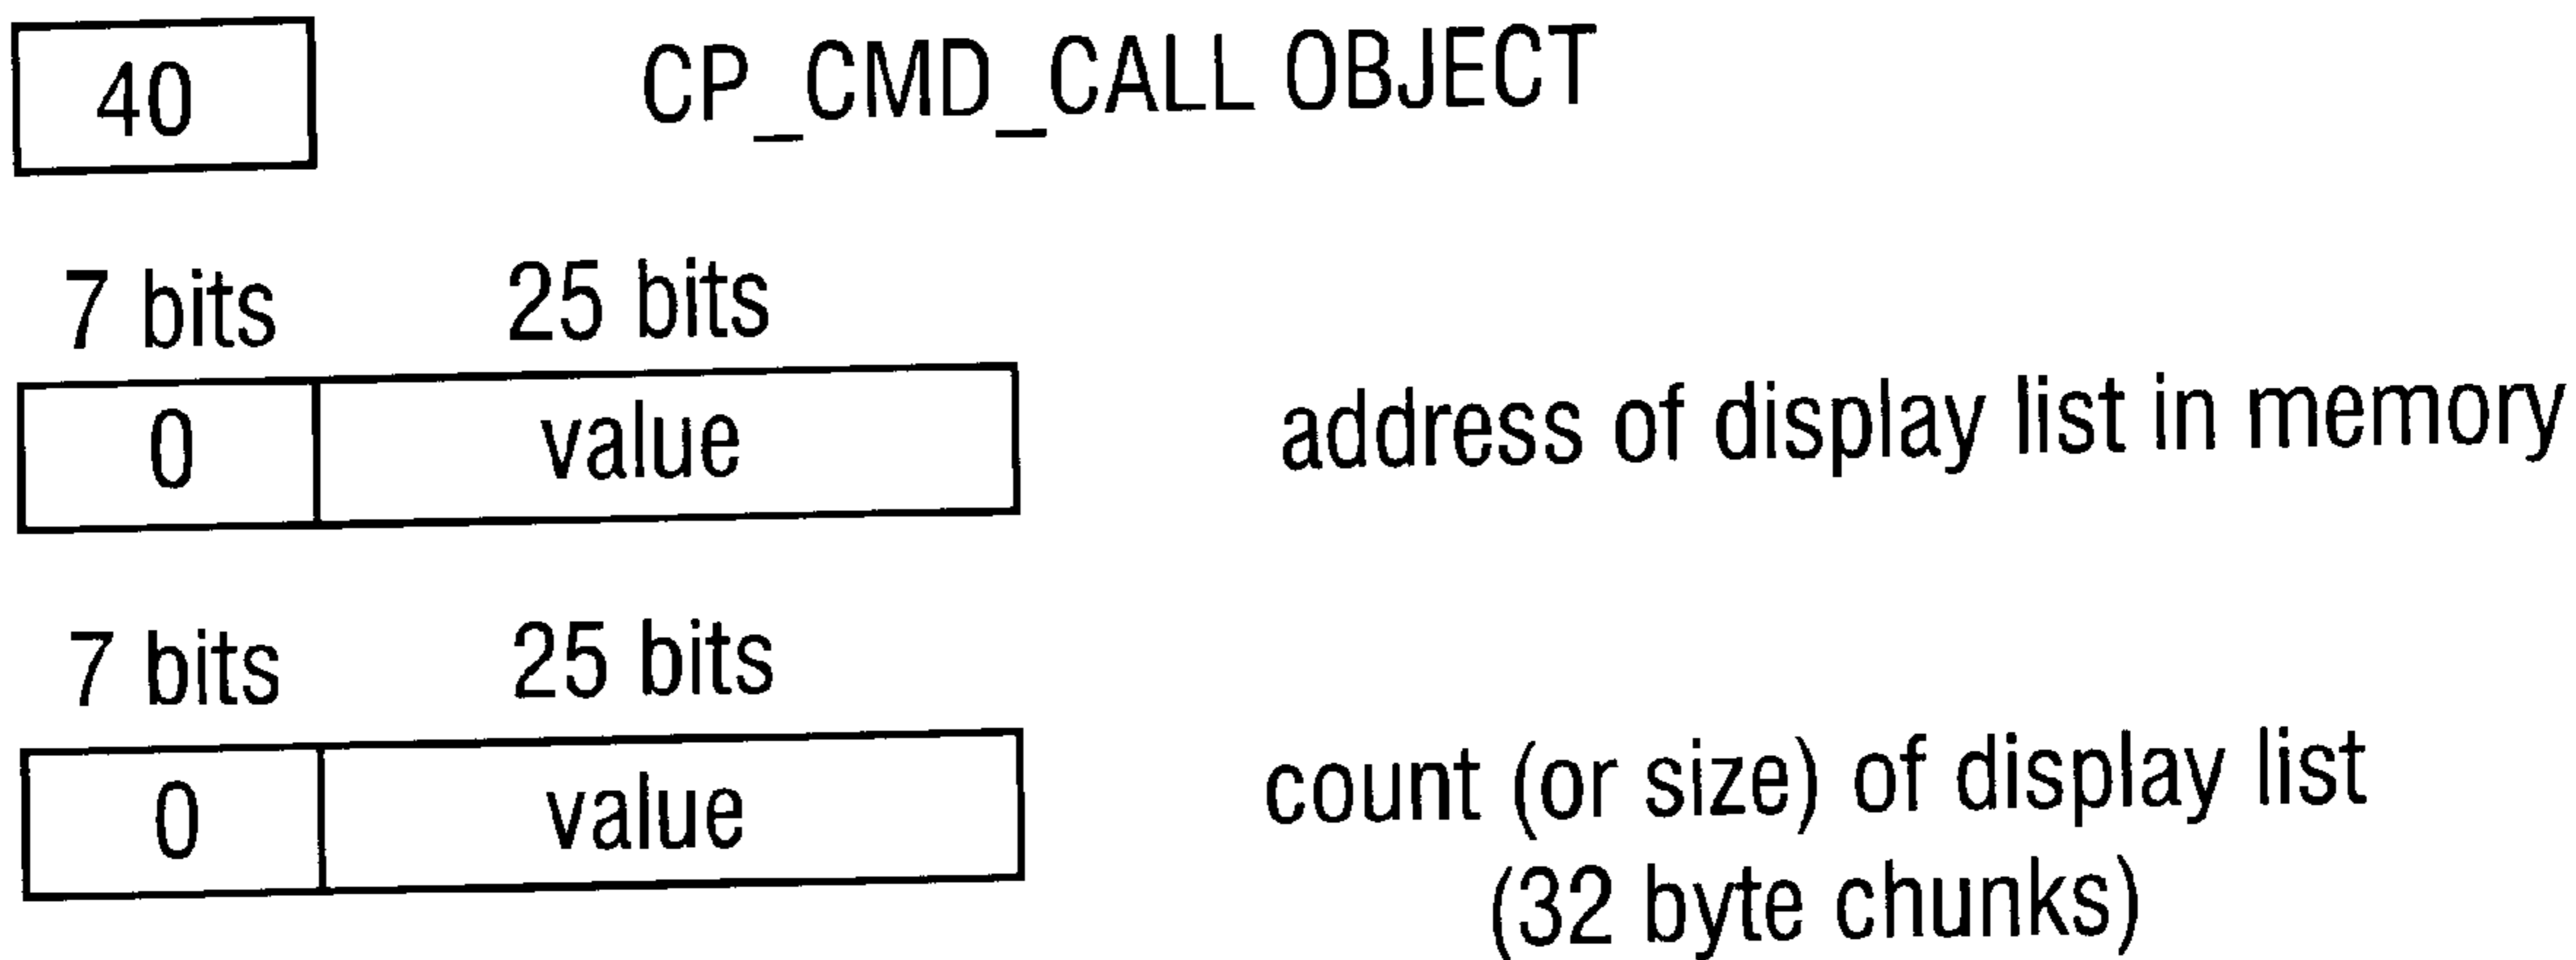 40 CP_CMD_CALL OBJECT
7 bits 25 bits
0 value address of display list in memory
7 bits 25 bits
0 value count (or size) of display list
(32 byte chunks)